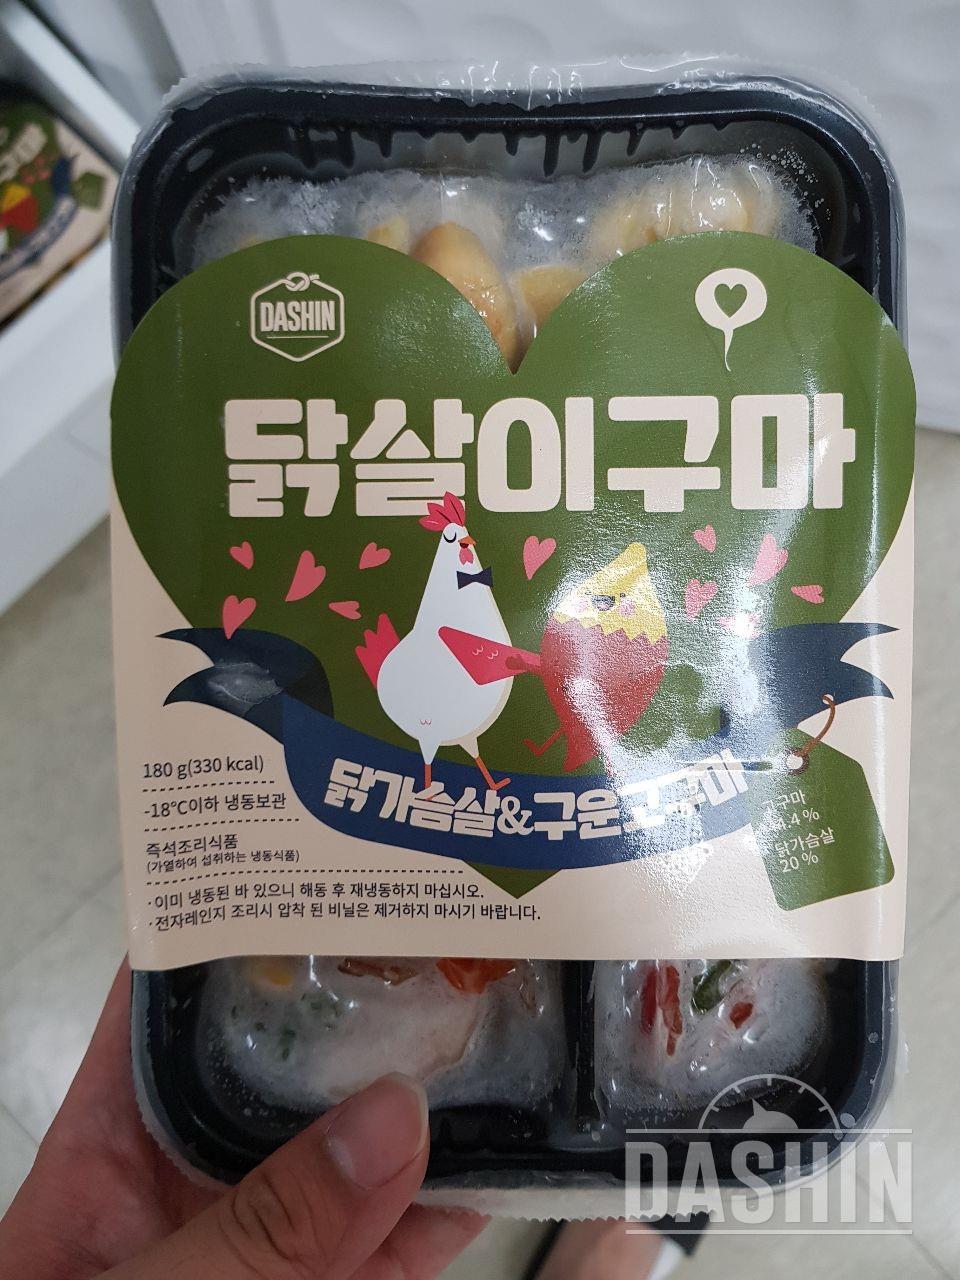 DASHIN
닭살이구마
180 g(330 kcal)
-18℃이하 냉동보관
즉석조리식품
(가열하여 섭취하는 냉동식품)
닭가슴살&구운고구마
고구마
닭가슴살
20 %
·이미 냉동된 바 있으니 해동 후 재냉동하지 마십시오.
·전자레인지 조리시 압착 된 비닐은 제거하지 마시기 바랍니다.
DASHIN